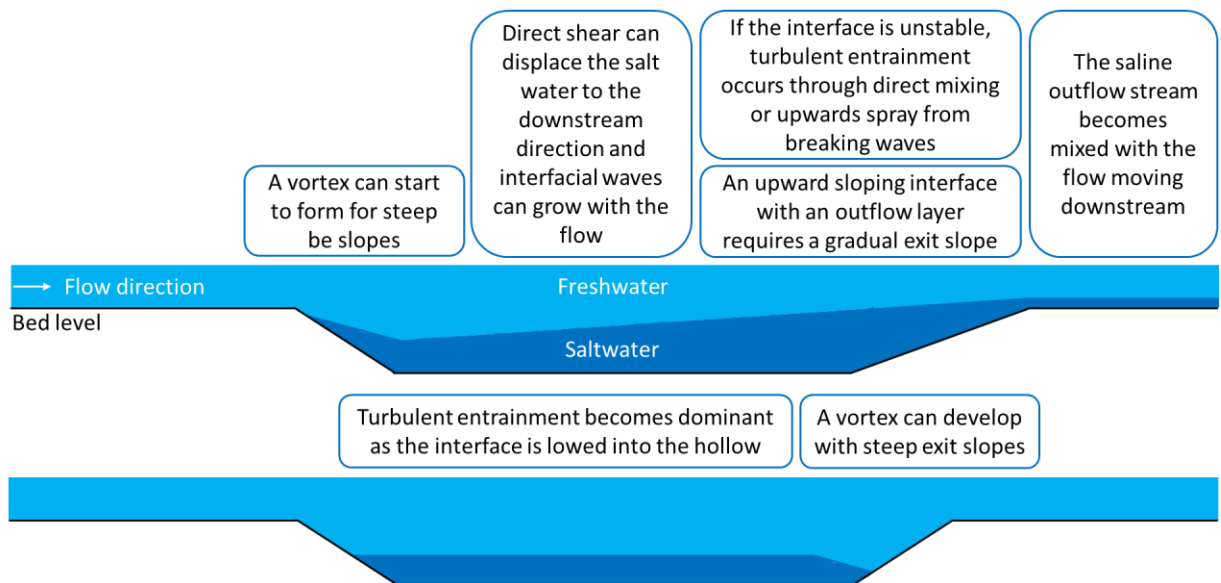 A vortex can start
to form for steep
be slopes
Direct shear can
displace the salt
water to the
downstream
direction and
interfacial waves
can grow with the
flow
If the interface is unstable,
turbulent entrainment
occurs through direct mixing
or upwards spray from
breaking waves
An upward sloping interface
with an outflow layer
requires a gradual exit slope
The saline
outflow stream
becomes
mixed with the
flow moving
downstream
Flow direction
Freshwater
Bed level
Saltwater
Turbulent entrainment becomes dominant
as the interface is lowed into the hollow
A vortex can develop
with steep exit slopes